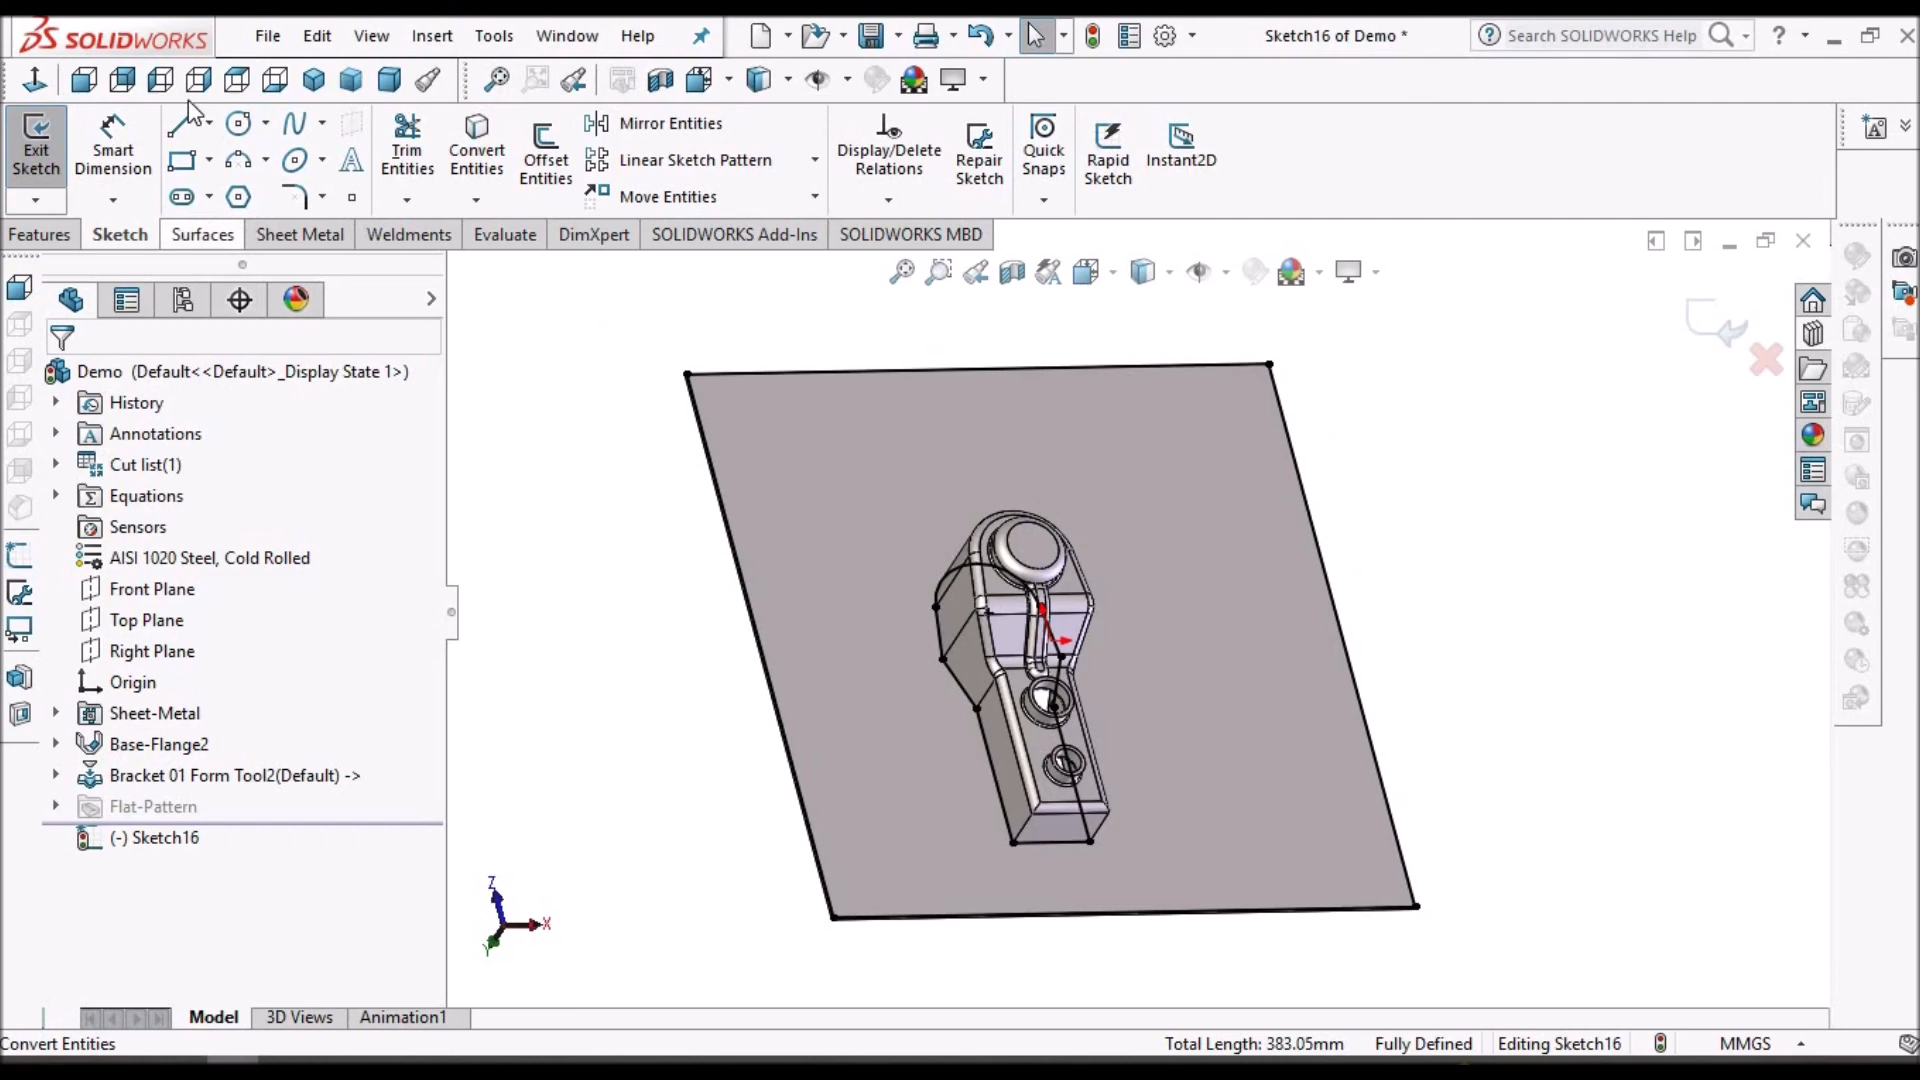 SOLIDWORKS File Edit View Insert Tools Window Help Sketch16 of Demo * Search SOLIDWORKS Help
Exit Sketch
Smart Dimension
Trim Entities
Convert Entities
Offset Entities
Mirror Entities
Linear Sketch Pattern
Move Entities
Display/Delete Relations
Repair Sketch
Quick Snaps
Rapid Sketch
Instant2D
Features Sketch Surfaces Sheet Metal Weldments Evaluate DimXpert SOLIDWORKS Add-Ins SOLIDWORKS MBD
Demo (Default<<Default>_Display State 1>)
History
Annotations
Cut list(1)
Equations
Sensors
AISI 1020 Steel, Cold Rolled
Front Plane
Top Plane
Right Plane
Origin
Sheet-Metal
Base-Flange2
Bracket 01 Form Tool2(Default) ->
Flat-Pattern
(-) Sketch16
Z
X
Y
Model 3D Views Animation1
Convert Entities Total Length: 383.05mm Fully Defined Editing Sketch16 MMGS